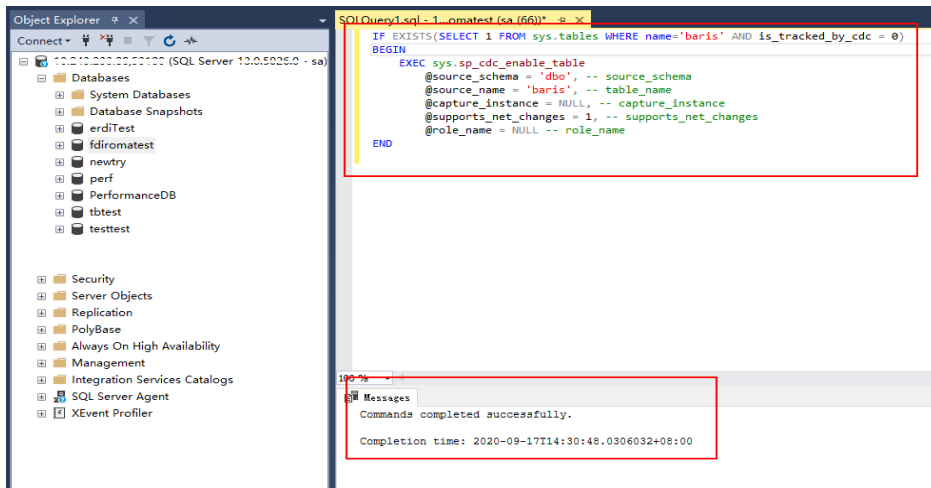 Object Explorer
Connect
(SQL Server 13.0.5026.0 - sa)
Databases
System Databases
Database Snapshots
erdiTest
fdiromatest
newtry
perf
PerformanceDB
tbtest
testtest
Security
Server Objects
Replication
PolyBase
Always On High Availability
Management
Integration Services Catalogs
SQL Server Agent
XEvent Profiler
SQLQuery1.sql - 1...omatest (sa (66))*
IF EXISTS(SELECT 1 FROM sys.tables WHERE name='baris' AND is_tracked_by_cdc = 0)
BEGIN
EXEC sys.sp_cdc_enable_table
@source_schema = 'dbo', -- source_schema
@source_name = 'baris', -- table_name
@capture_instance = NULL, -- capture_instance
@supports_net_changes = 1, -- supports_net_changes
@role_name = NULL -- role_name
END
100 %
Messages
Commands completed successfully.
Completion time: 2020-09-17T14:30:48.0306032+08:00